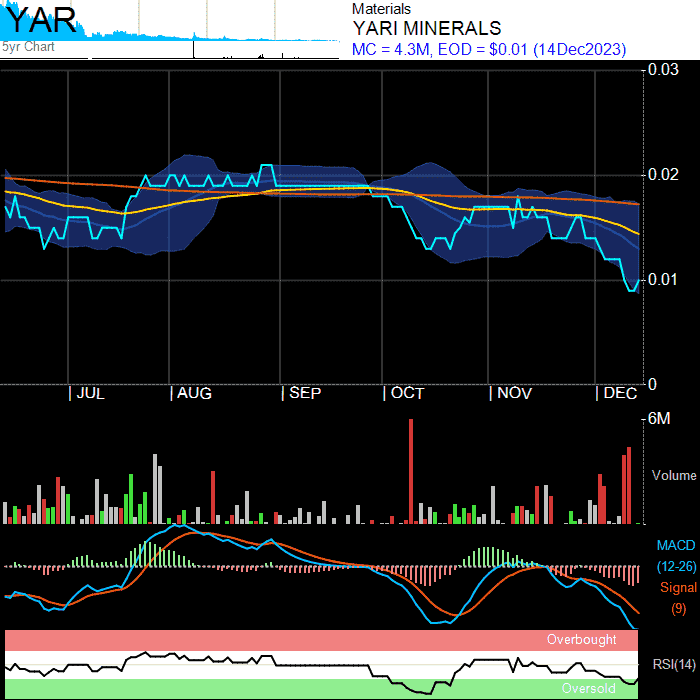 YAR
5yr Chart
Materials
YARI MINERALS
MC = 4.3M, EOD = $0.01 (14Dec2023)
0.03
0.02
0.01
0
JUL AUG SEP OCT NOV DEC
6M
Volume
MACD
(12-26)
Signal
(9)
Overbought
RSI(14)
Oversold